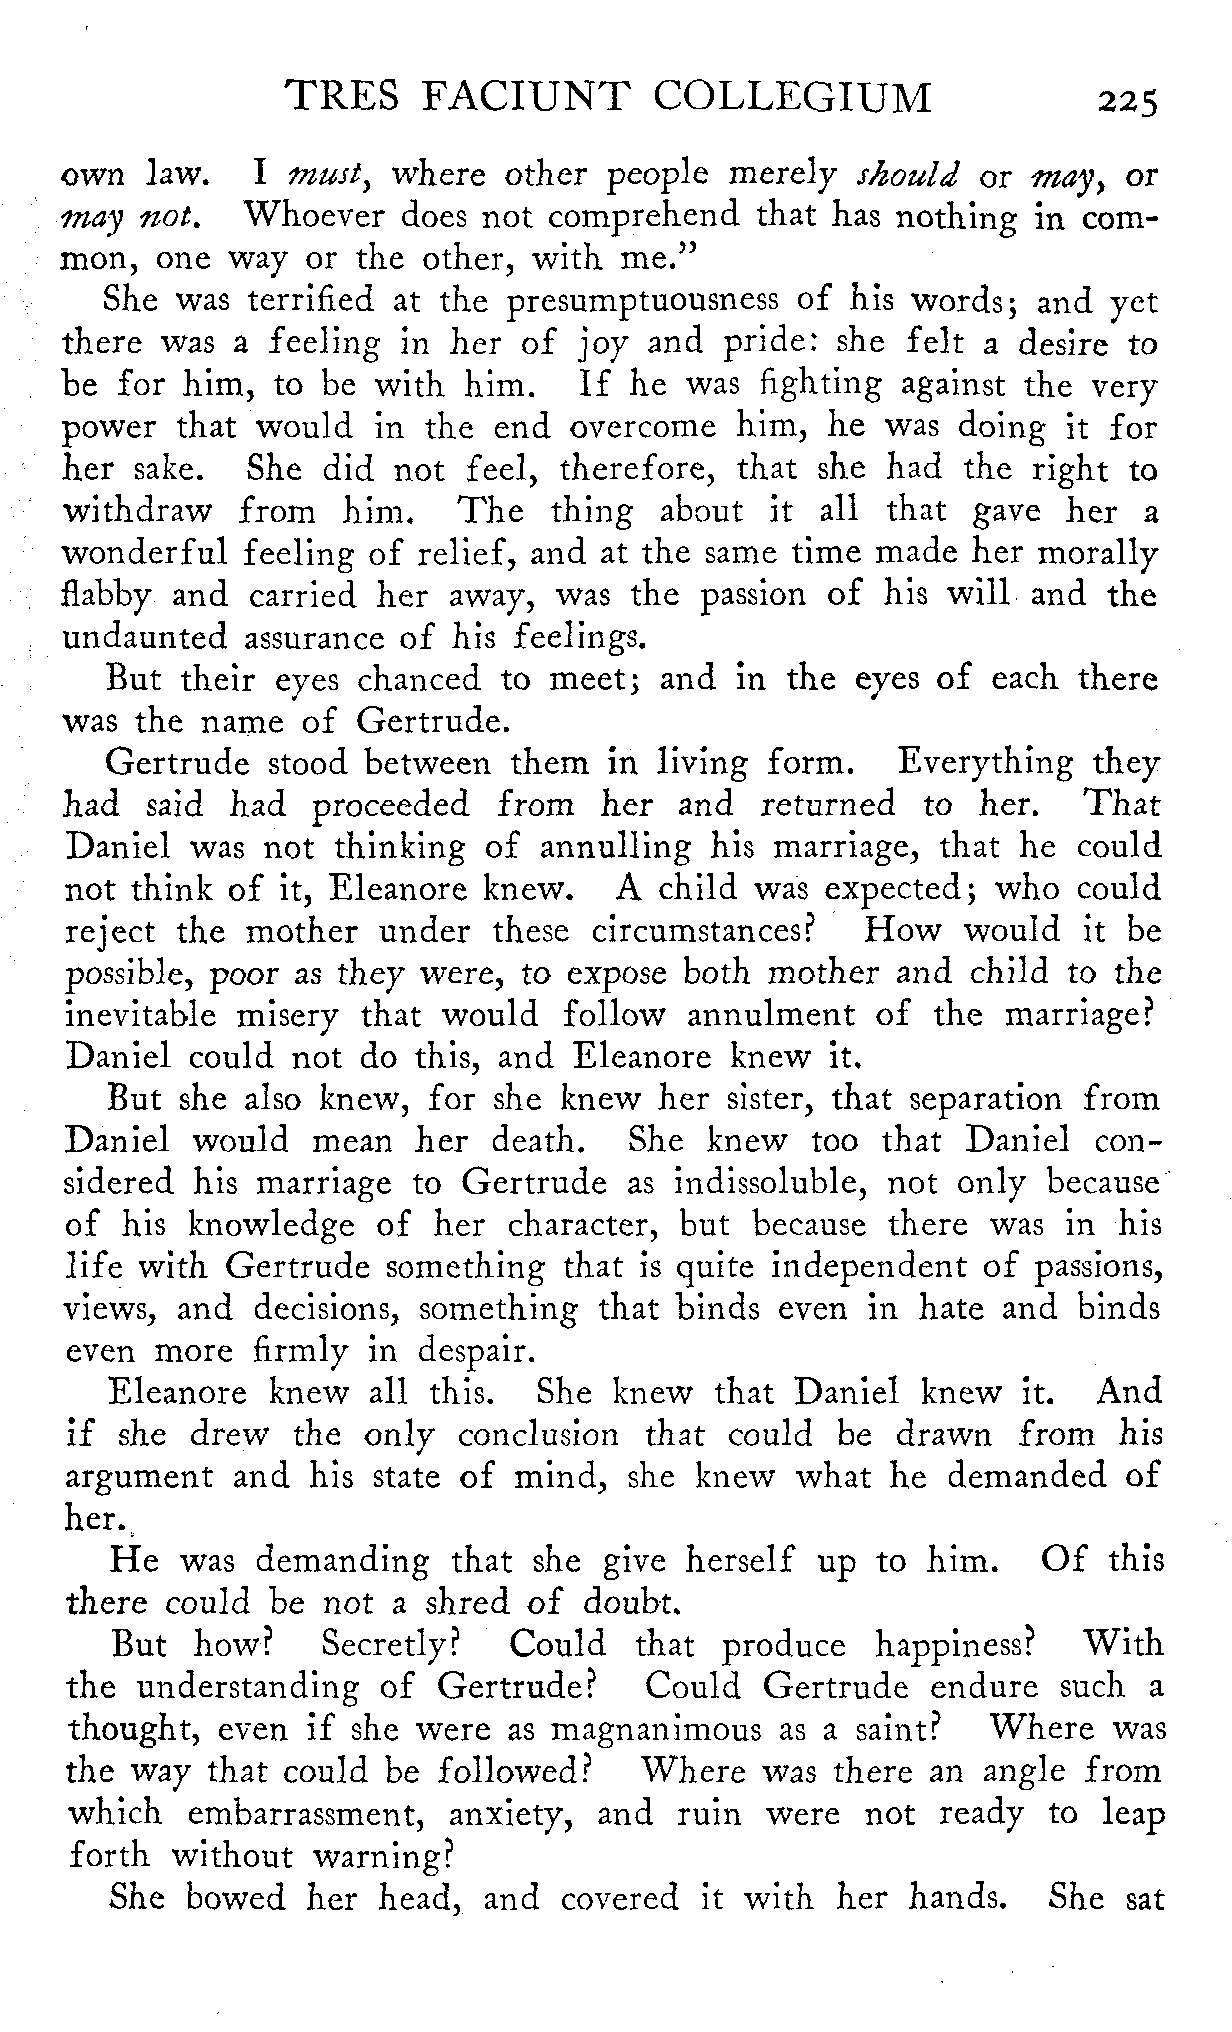 TRES FACIUNT COLLEGIUM 225
own law. I must, where other people merely should or may, or
may not. Whoever does not comprehend that has nothing in com-
mon, one way or the other, with me.”
She was terrified at the presumptuousness of his words; and yet
there was a feeling in her of joy and pride: she felt a desire to
be for him, to be with him. If he was fighting against the very
power that would in the end overcome him, he was doing it for
her sake. She did not feel, therefore, that she had the right to
withdraw from him. The thing about it all that gave her a
wonderful feeling of relief, and at the same time made her morally
flabby and carried her away, was the passion of his will and the
undaunted assurance of his feelings.
But their eyes chanced to meet; and in the eyes of each there
was the name of Gertrude.
Gertrude stood between them in living form. Everything they
had said had proceeded from her and returned to her. That
Daniel was not thinking of annulling his marriage, that he could
not think of it, Eleanore knew. A child was expected; who could
reject the mother under these circumstances? How would it be
possible, poor as they were, to expose both mother and child to the
inevitable misery that would follow annulment of the marriage?
Daniel could not do this, and Eleanore knew it.
But she also knew, for she knew her sister, that separation from
Daniel would mean her death. She knew too that Daniel con-
sidered his marriage to Gertrude as indissoluble, not only because
of his knowledge of her character, but because there was in his
life with Gertrude something that is quite independent of passions,
views, and decisions, something that binds even in hate and binds
even more firmly in despair.
Eleanore knew all this. She knew that Daniel knew it. And
if she drew the only conclusion that could be drawn from his
argument and his state of mind, she knew what he demanded of
her.
He was demanding that she give herself up to him. Of this
there could be not a shred of doubt.
But how? Secretly? Could that produce happiness? With
the understanding of Gertrude? Could Gertrude endure such a
thought, even if she were as magnanimous as a saint? Where was
the way that could be followed? Where was there an angle from
which embarrassment, anxiety, and ruin were not ready to leap
forth without warning?
She bowed her head, and covered it with her hands. She sat